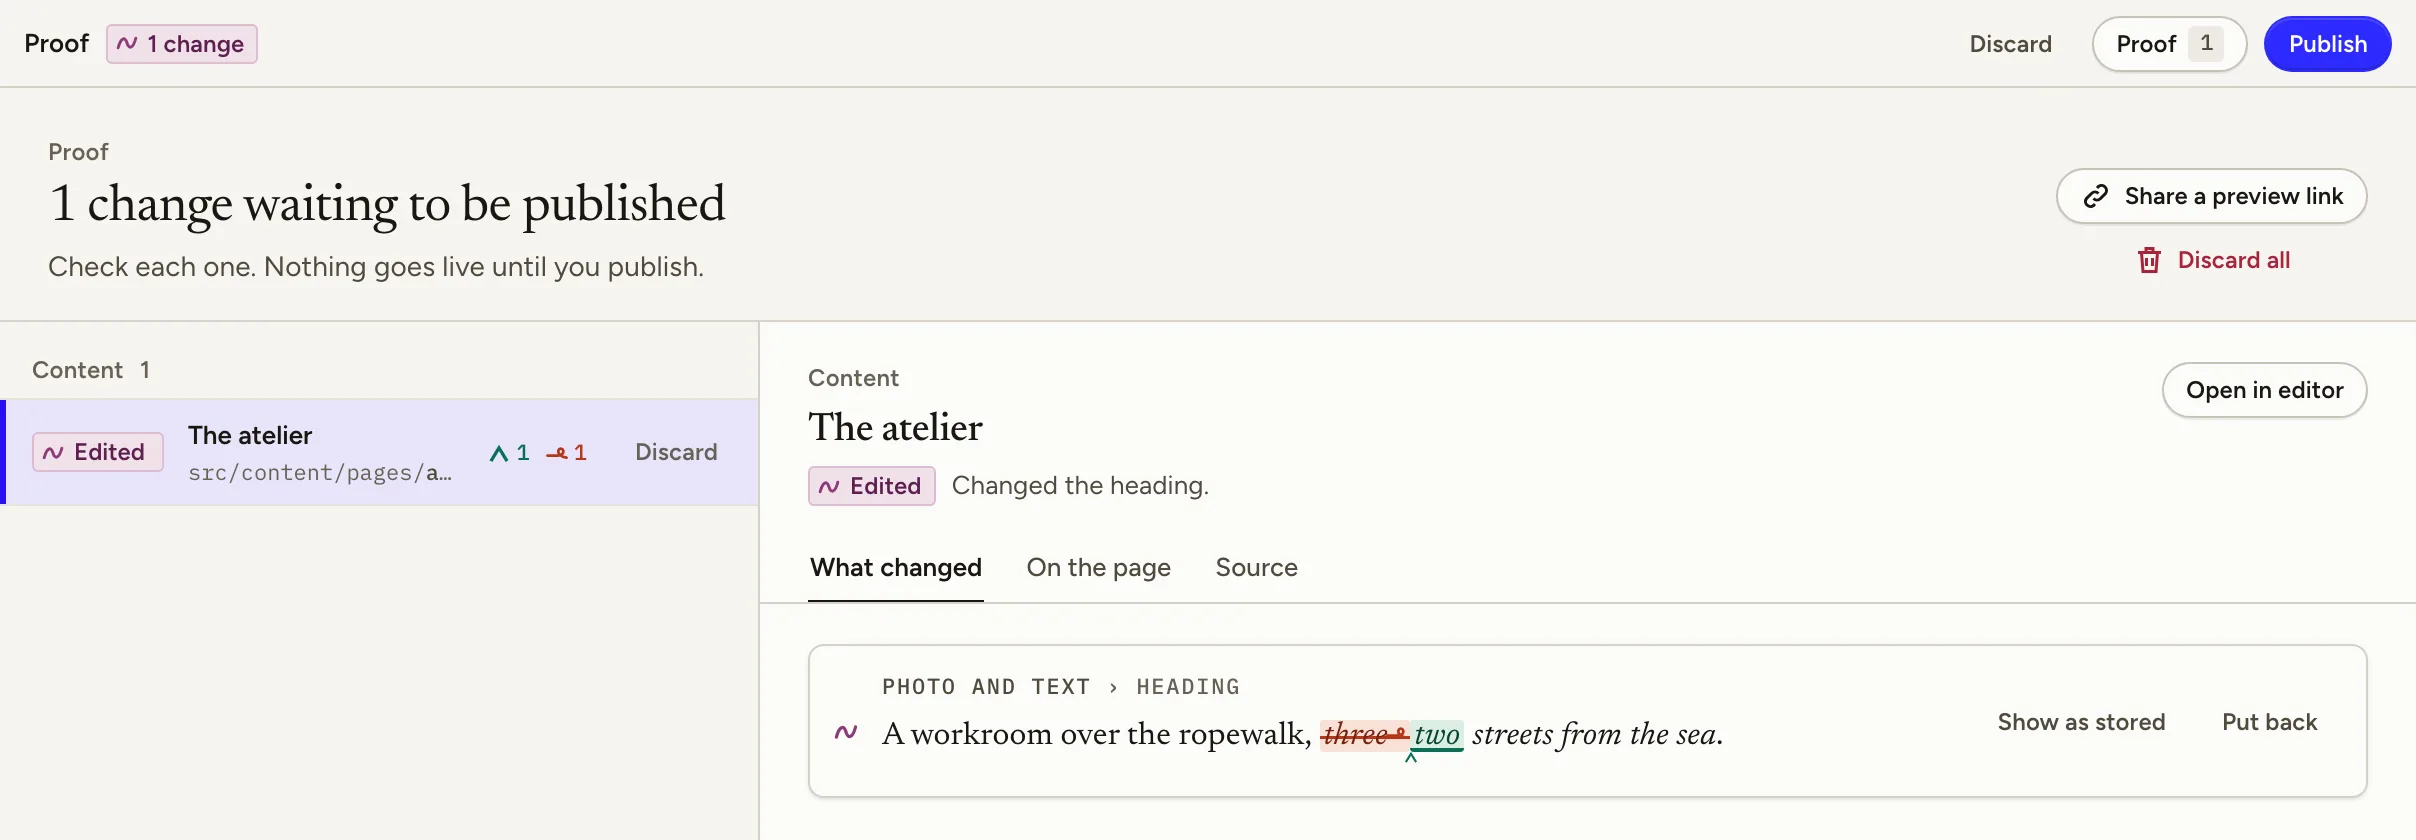 Proof 1 change Discard Proof 1 Publish
Proof
1 change waiting to be published
Check each one. Nothing goes live until you publish.
Share a preview link
Discard all
Content 1
Edited The atelier 1 1 Discard
src/content/pages/a…
Content
The atelier
Open in editor
Edited Changed the heading.
What changed On the page Source
PHOTO AND TEXT › HEADING
A workroom over the ropewalk, three two streets from the sea.
Show as stored Put back